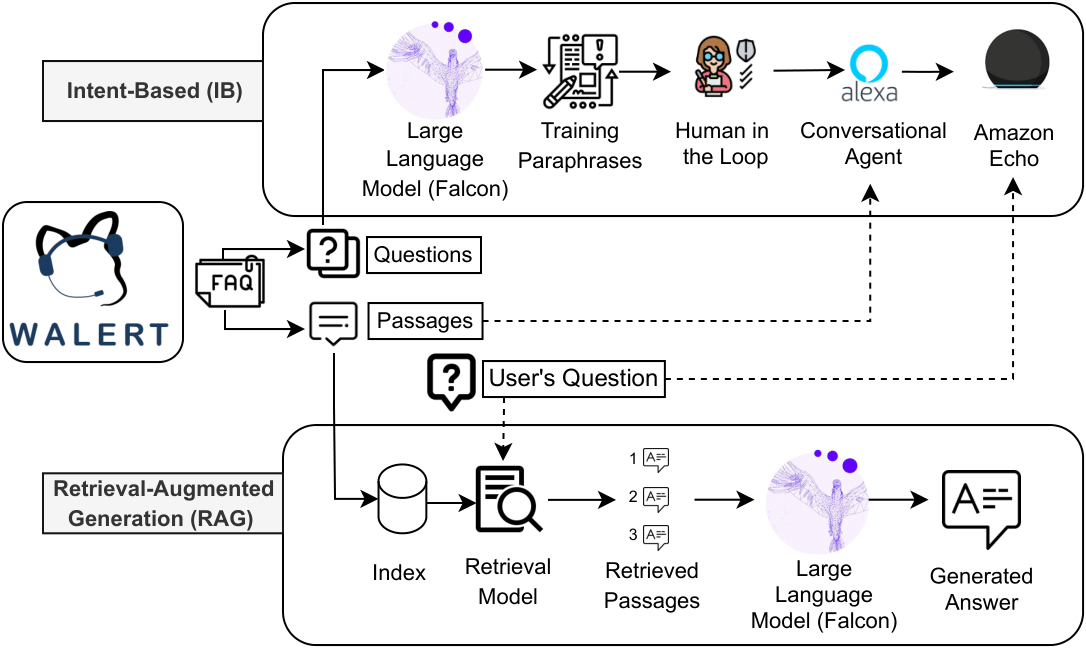 Intent-Based (IB)
Large
Language
Model (Falcon)
Training
Paraphrases
Human in
the Loop
alexa
Conversational
Agent
Amazon
Echo
WALERT
FAQ
?
Questions
Passages
?
User's Question
Retrieval-Augmented
Generation (RAG)
Index
Retrieval
Model
1 A
2 A
3 A
Retrieved
Passages
Large
Language
Model (Falcon)
A
Generated
Answer